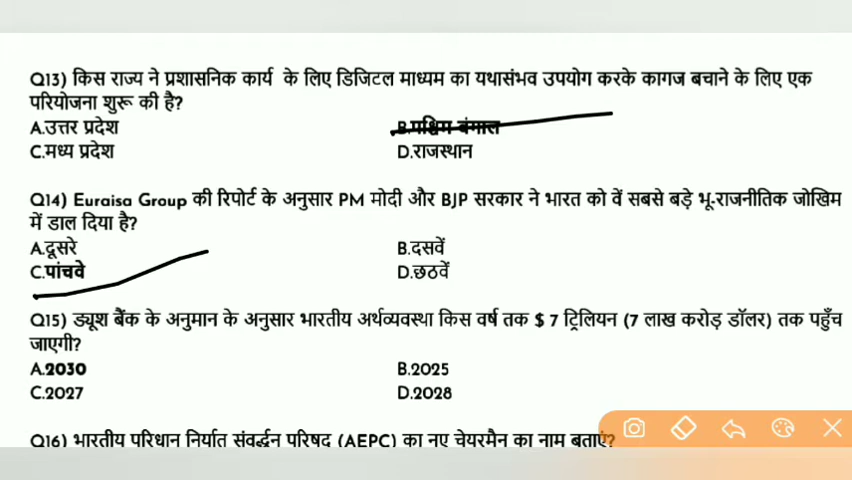 Q13) किस राज्य ने प्रशासनिक कार्य के लिए डिजिटल माध्यम का यथासंभव उपयोग करके कागज बचाने के लिए एक
परियोजना शुरू की है?
A.उत्तर प्रदेश B.पश्चिम बंगाल
C.मध्य प्रदेश D.राजस्थान
Q14) Euraisa Group की रिपोर्ट के अनुसार PM मोदी और BJP सरकार ने भारत को वें सबसे बड़े भू-राजनीतिक जोखिम
में डाल दिया है?
A.दूसरे B.दसवें
C.पांचवे D.छठवें
Q15) ड्यूश बैंक के अनुमान के अनुसार भारतीय अर्थव्यवस्था किस वर्ष तक $ 7 ट्रिलियन (7 लाख करोड़ डॉलर) तक पहुँच
जाएगी?
A.2030 B.2025
C.2027 D.2028
Q16) भारतीय परिधान निर्यात संवर्द्धन परिषद (AEPC) का नए चेयरमैन का नाम बताएं?